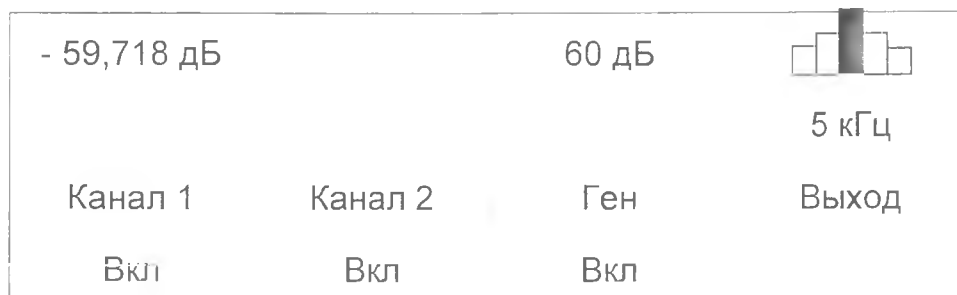 - 59,718 дБ 60 дБ
5 кГц
Канал 1 Канал 2 Ген Выход
Вкл Вкл Вкл